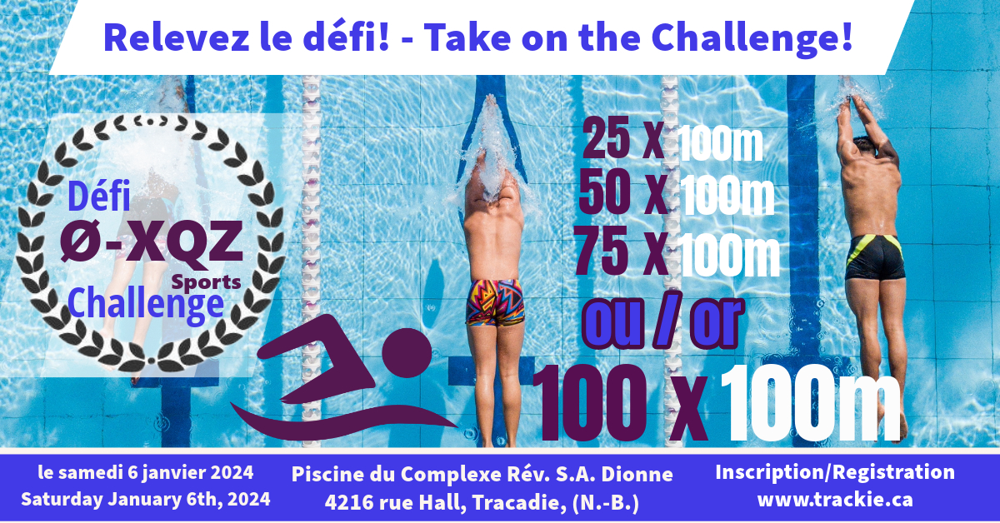 Relevez le défi! - Take on the Challenge!
Défi
Ø-XQZ
Sports
Challenge
25 X 100m
50 X 100m
75 X 100m
ou / or
100 x 100m
le samedi 6 janvier 2024
Saturday January 6th, 2024
Piscine du Complexe Rév. S.A. Dionne
4216 rue Hall, Tracadie, (N.-B.)
Inscription/Registration
www.trackie.ca